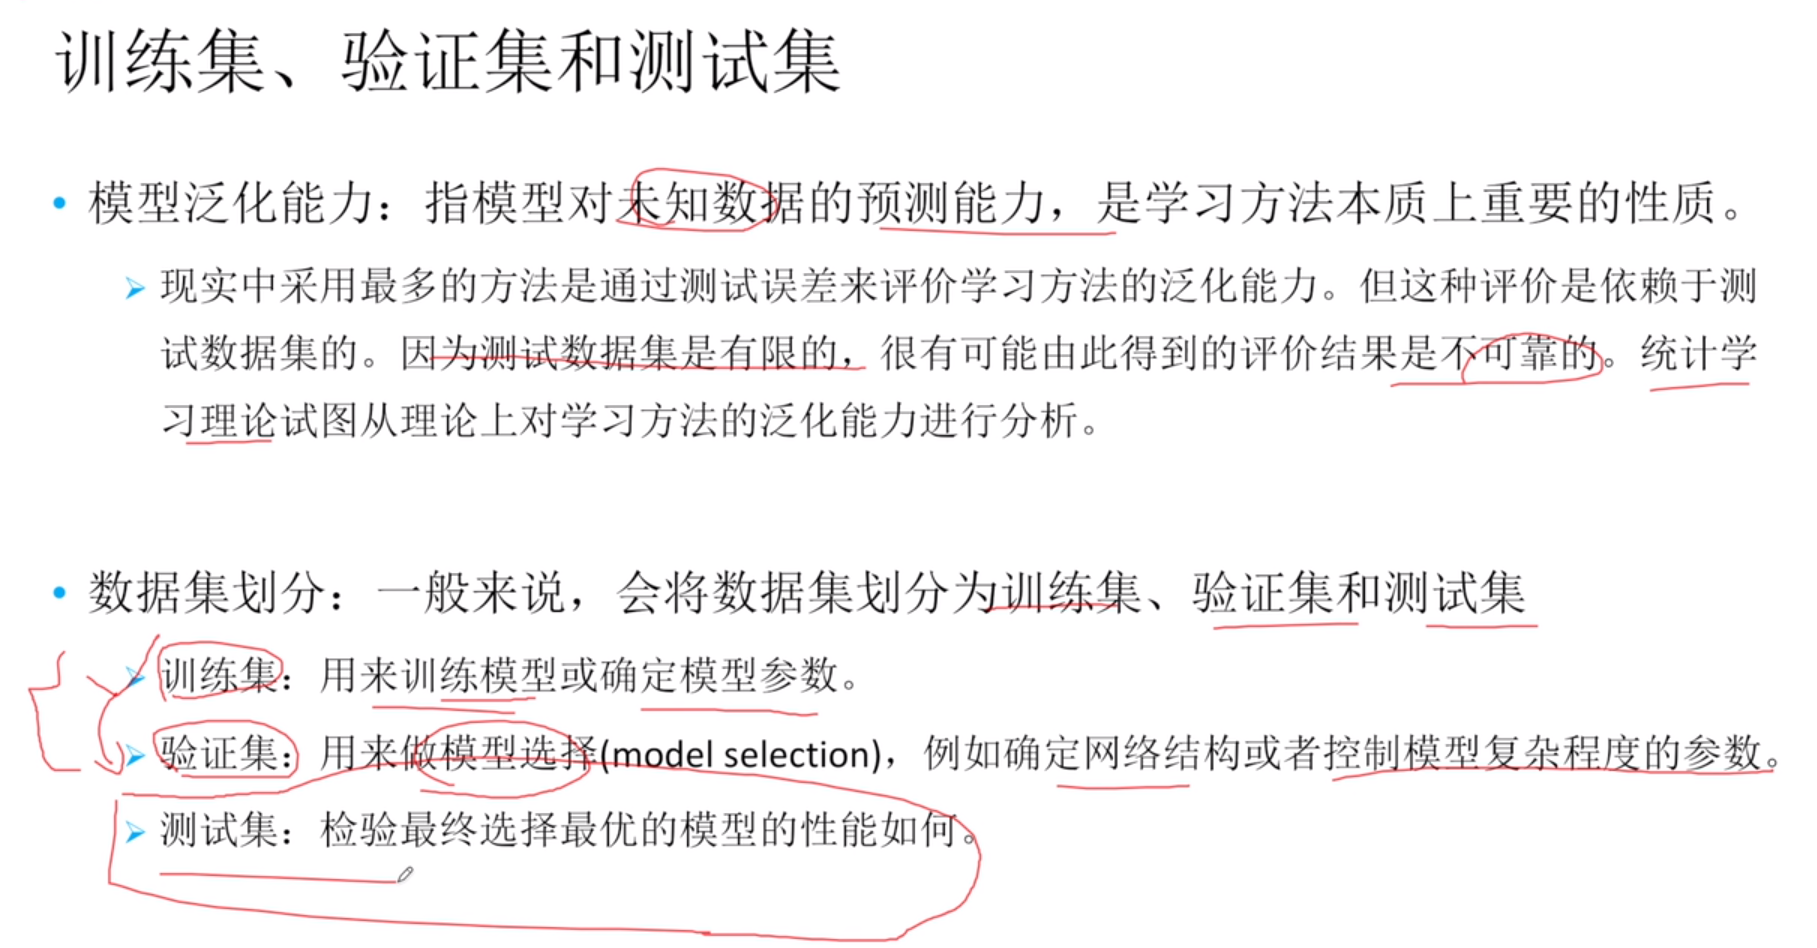 训练集、验证集和测试集
模型泛化能力：指模型对未知数据的预测能力，是学习方法本质上重要的性质。
现实中采用最多的方法是通过测试误差来评价学习方法的泛化能力。但这种评价是依赖于测
试数据集的。因为测试数据集是有限的，很有可能由此得到的评价结果是不可靠的。统计学
习理论试图从理论上对学习方法的泛化能力进行分析。
数据集划分：一般来说，会将数据集划分为训练集、验证集和测试集
训练集：用来训练模型或确定模型参数。
验证集：用来做模型选择(model selection)，例如确定网络结构或者控制模型复杂程度的参数。
测试集：检验最终选择最优的模型的性能如何。